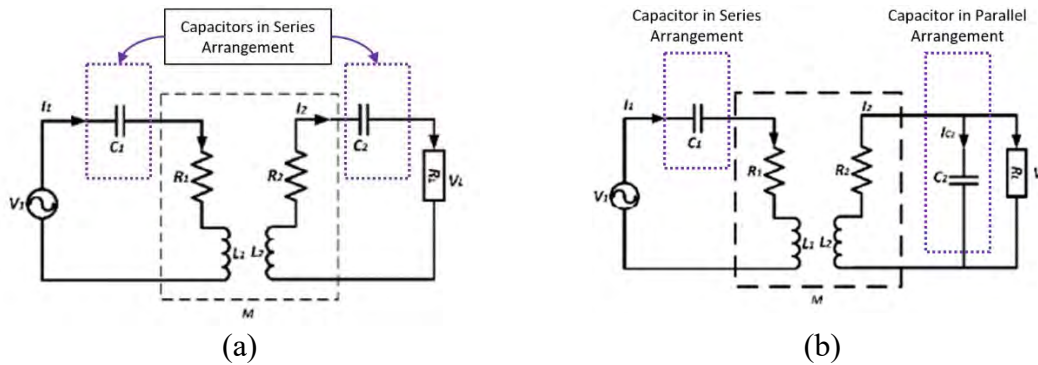 Capacitors in Series
Arrangement
I1
C1
I2
C2
R1
R2
RL
VL
V1
L1
L2
M
(a)
Capacitor in Series
Arrangement
Capacitor in Parallel
Arrangement
I1
C1
I2
IC2
R1
R2
C2
RL
V
V1
L1
L2
M
(b)